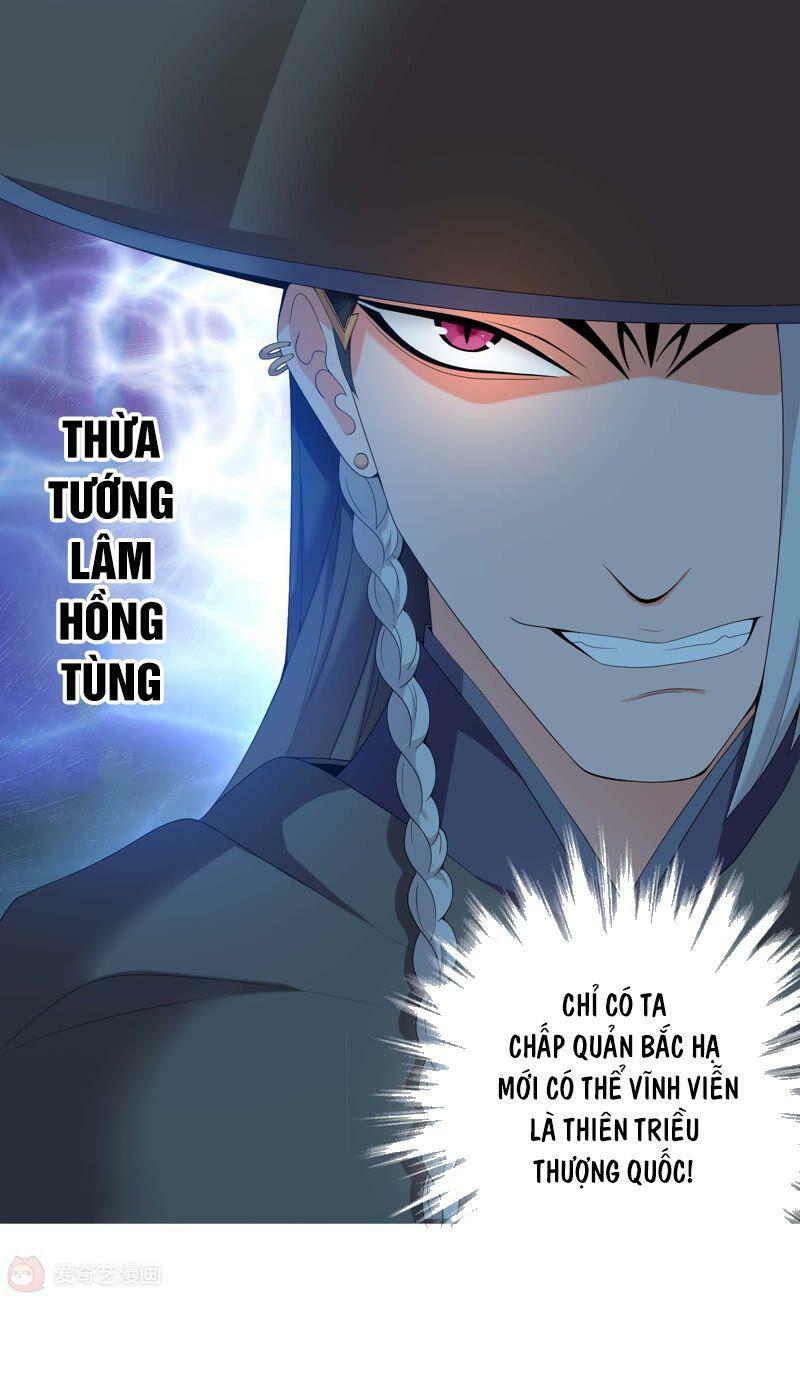 THỪA
TƯỚNG
LÂM
HỒNG
TÙNG
CHỈ CÓ TA
CHẤP QUẢN BẮC HẠ
MỚI CÓ THỂ VĨNH VIỄN
LÀ THIÊN TRIỀU
THƯỢNG QUỐC!
爱奇艺漫画